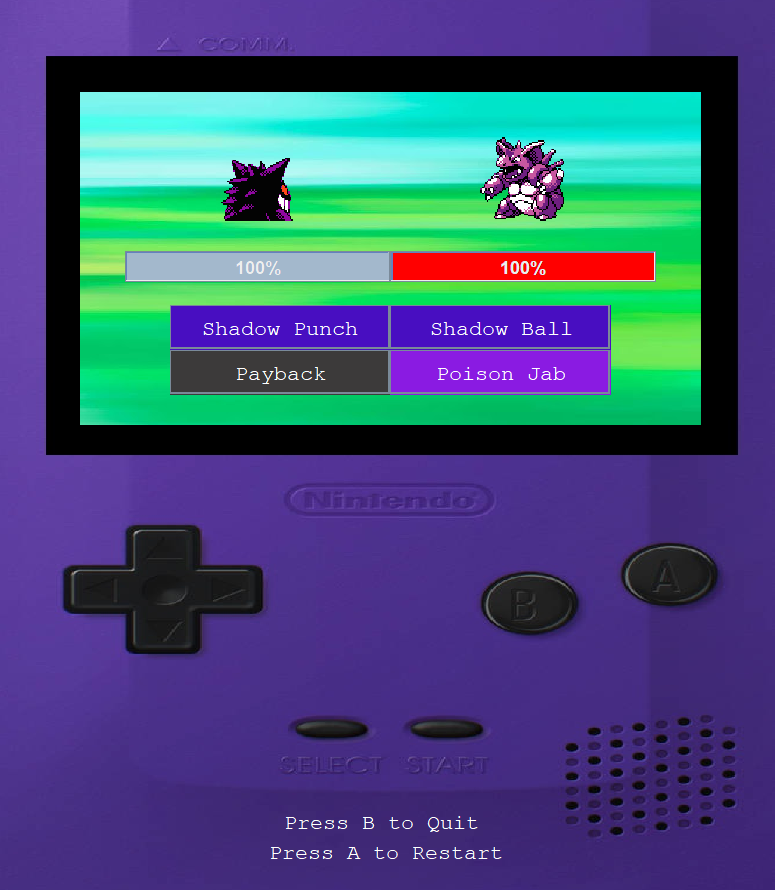 COMM.
100% 100%
Shadow Punch Shadow Ball
Payback Poison Jab
Nintendo
A
B
SELECT START
Press B to Quit
Press A to Restart